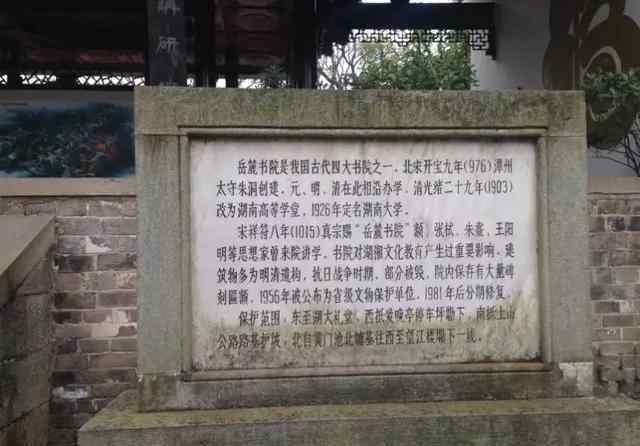 岳麓书院是我国古代四大书院之一，北宋开宝九年(976)潭州
太守朱洞创建，元、明、清在此相沿办学，清光绪二十九年(1903)
改为湖南高等学堂，1926年定名湖南大学。
宋祥符八年(1015)真宗赐“岳麓书院”额，张栻、朱熹、王阳
明等思想家曾来院讲学，书院对湖湘文化教育产生过重要影响，建
筑物多为明清遗构，抗日战争时期，部分被毁，院内保存有大量碑
刻匾额，1956年被公布为省级文物保护单位，1981年后分期修复。
保护范围，东至湖大礼堂，西抵爱晚亭停车坪墈下，南抵上山
公路路基护坡，北自黄门池北墈基往西至望江楼墈下一线。